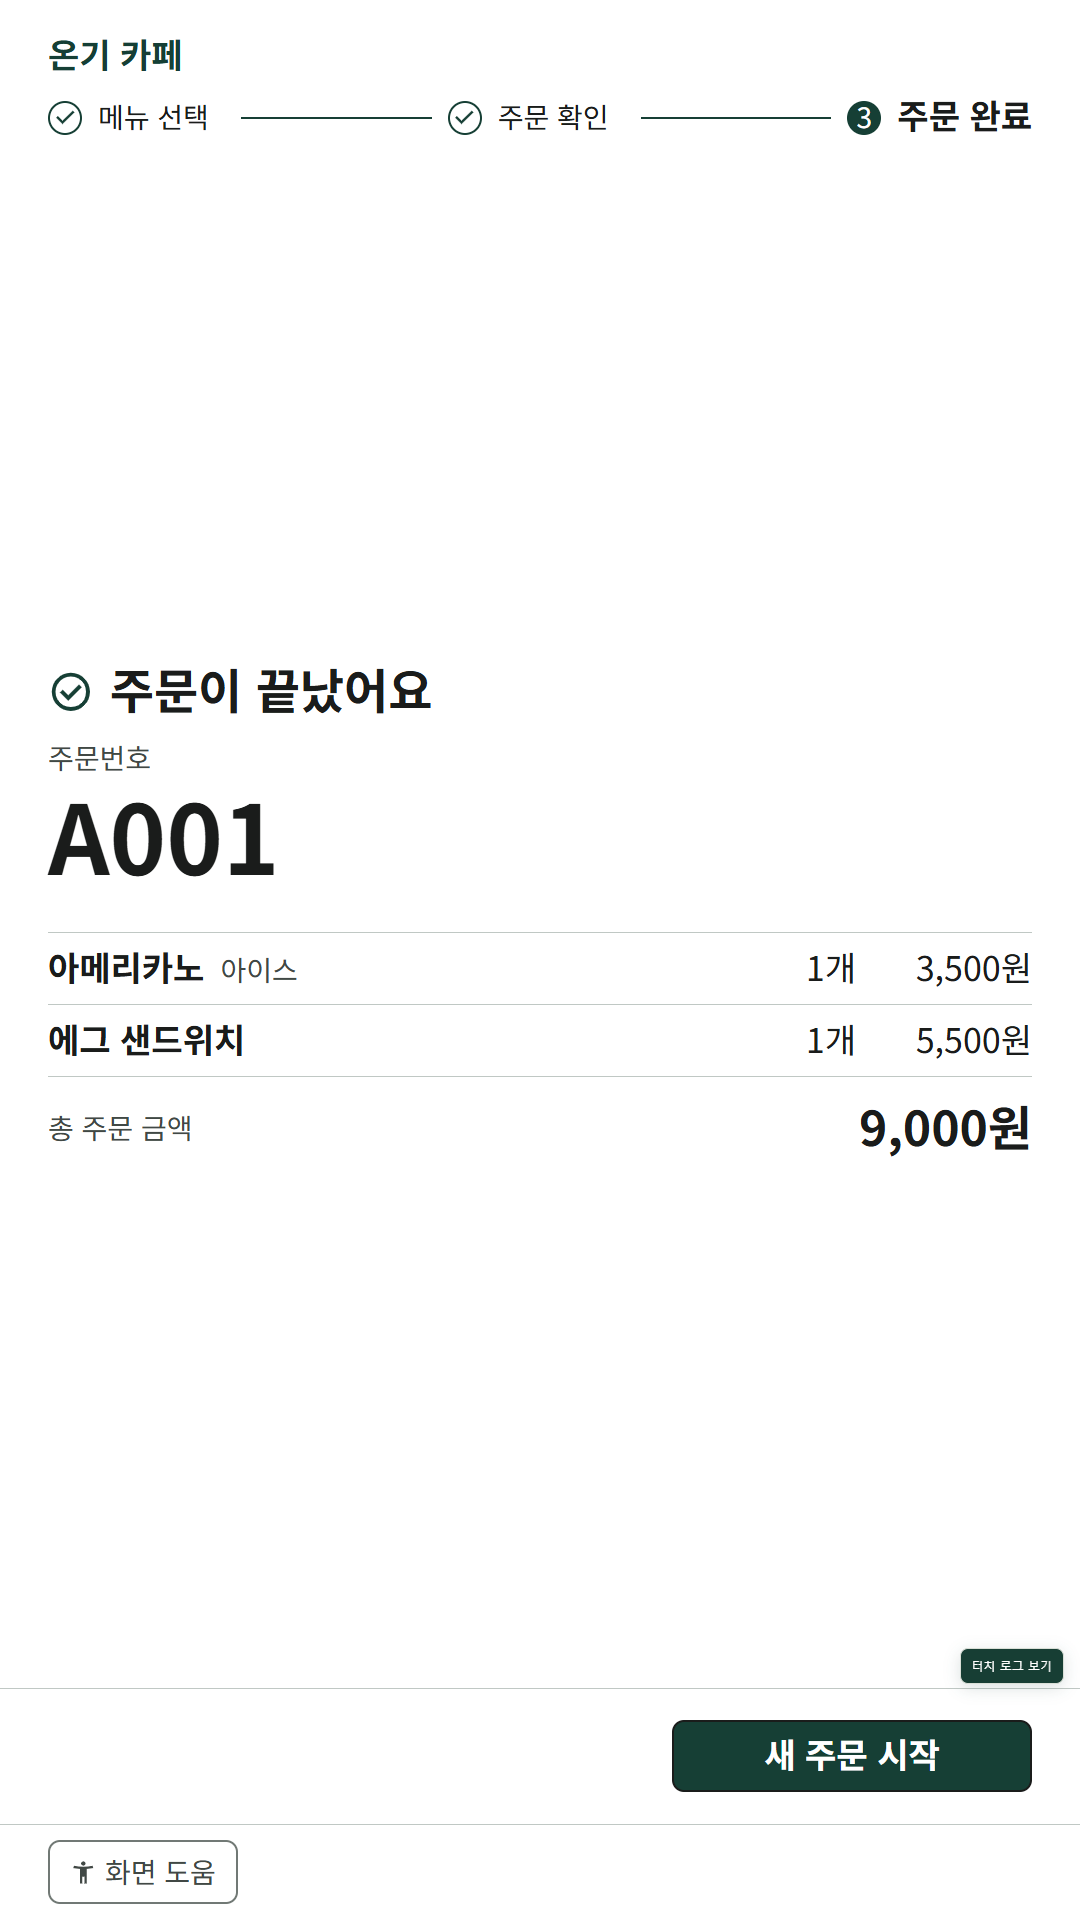 온기 카페
메뉴 선택
주문 확인
3 주문 완료
주문이 끝났어요
주문번호
A001
아메리카노 아이스 1개 3,500원
에그 샌드위치 1개 5,500원
총 주문 금액 9,000원
터치 로그 보기
새 주문 시작
화면 도움